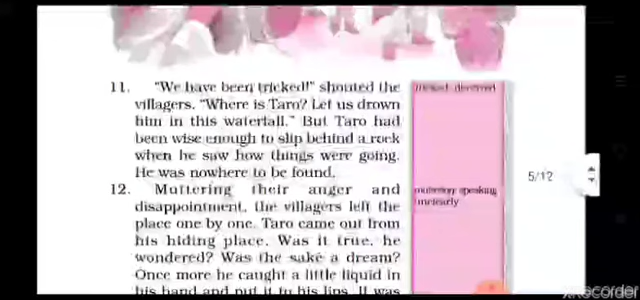 11. "We have been tricked!" shouted the
villagers. "Where is Taro? Let us drown
him in this waterfall." But Taro had
been wise enough to slip behind a rock
when he saw how things were going.
He was nowhere to be found.
12. Muttering their anger and
disappointment, the villagers left the
place one by one. Taro came out from
his hiding place. Was it true, he
wondered? Was the sake a dream?
Once more he caught a little liquid in
his hand and put it to his lips. It was
tricked: deceived
muttering: speaking
unclearly
5/12